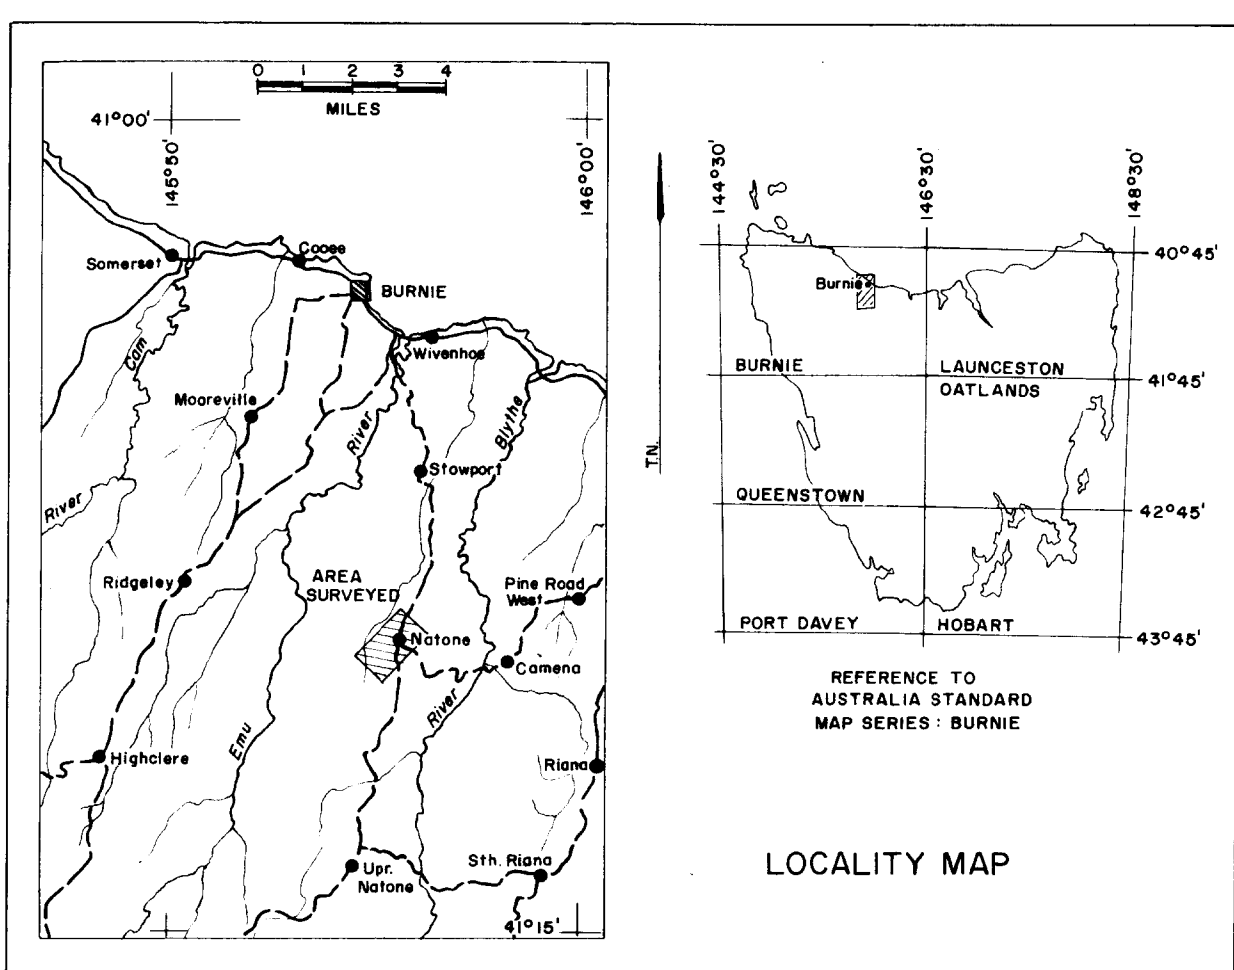 0 1 2 3 4
MILES
41°00'
145°50'
146°00'
Somerset
Cooee
BURNIE
Wivenhoe
Cam
River
Mooreville
River
Blythe
Stowport
Ridgeley
AREA
SURVEYED
Pine Road
West
Natone
Camena
River
Emu
Highclere
Riana
Upr.
Natone
Sth. Riana
41°15'
T.N.
144°30'
146°30'
148°30'
40°45'
Burnie
BURNIE
LAUNCESTON
41°45'
OATLANDS
QUEENSTOWN
42°45'
PORT DAVEY
HOBART
43°45'
REFERENCE TO
AUSTRALIA STANDARD
MAP SERIES : BURNIE
LOCALITY MAP